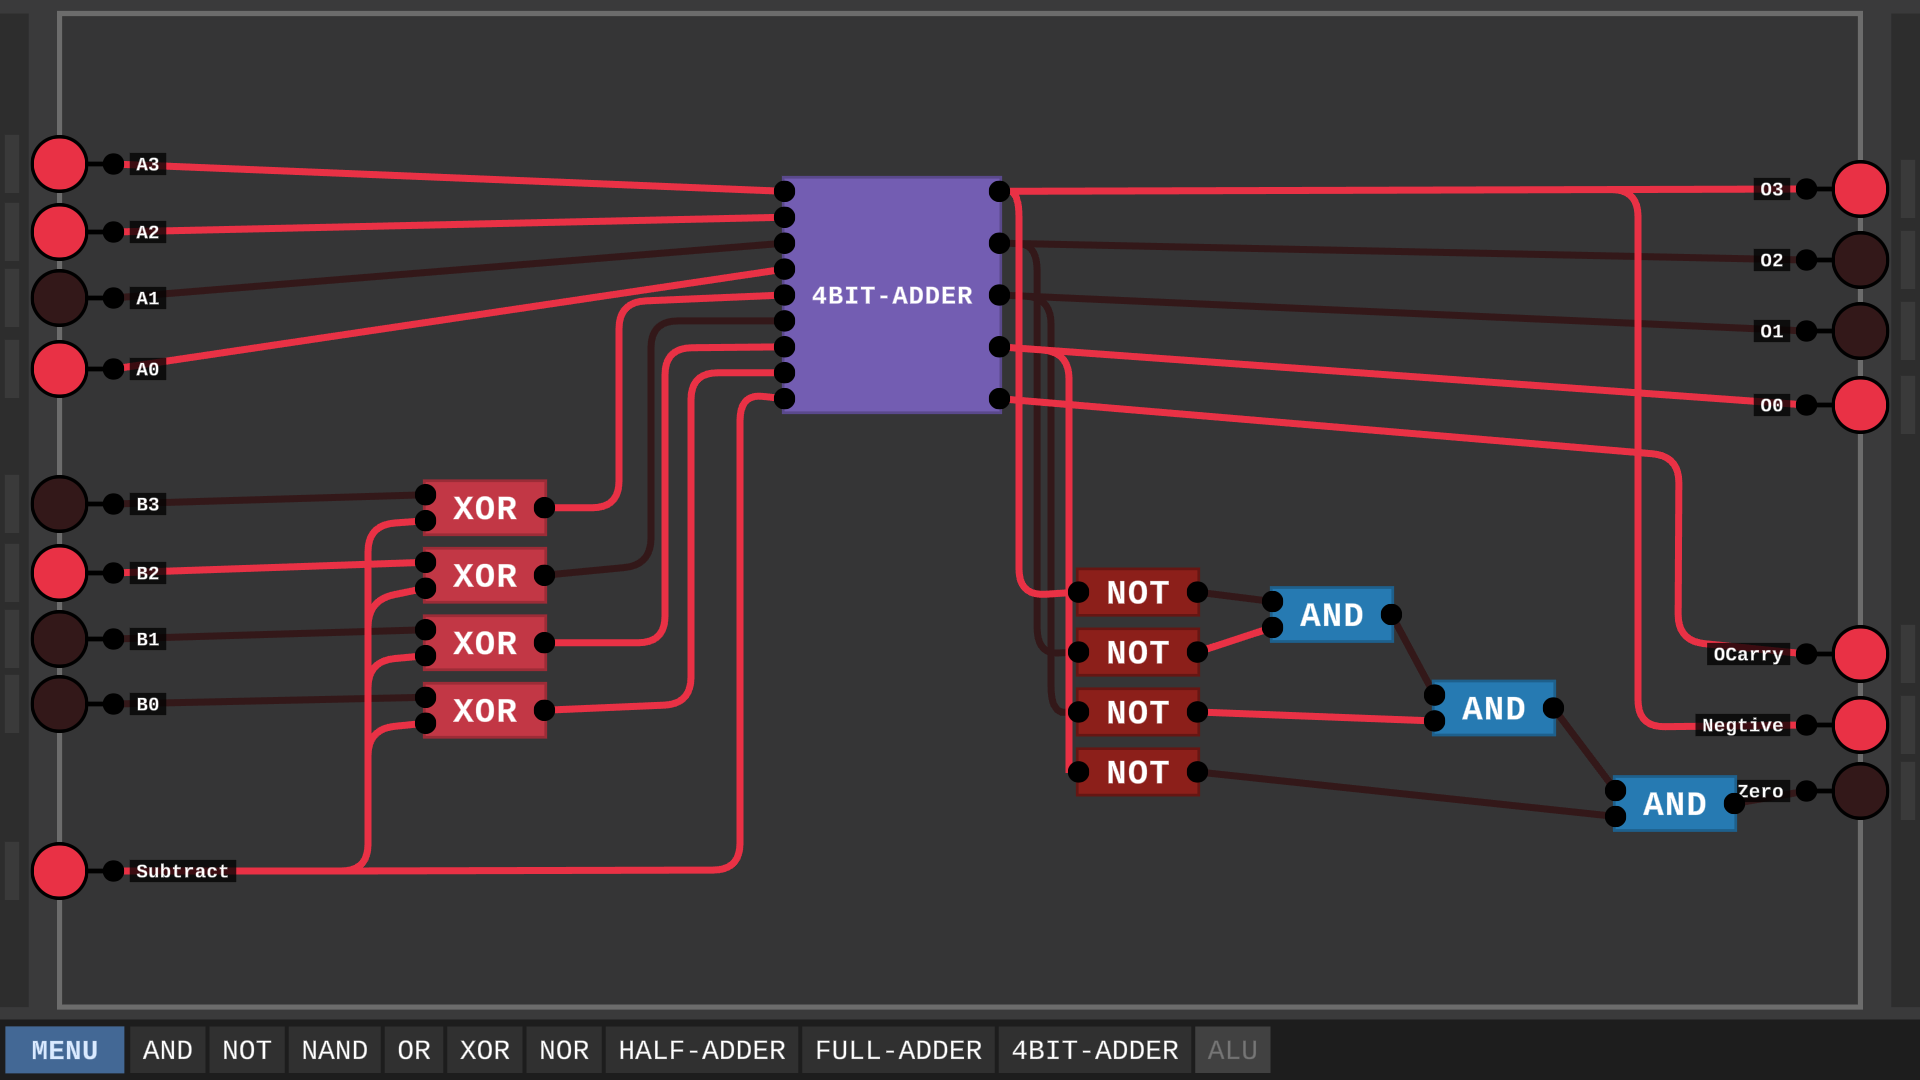 A3
A2
A1
A0
B3
B2
B1
B0
Subtract
XOR
XOR
XOR
XOR
4BIT-ADDER
NOT
NOT
NOT
NOT
AND
AND
AND
O3
O2
O1
O0
OCarry
Negtive
Zero
MENU AND NOT NAND OR XOR NOR HALF-ADDER FULL-ADDER 4BIT-ADDER ALU